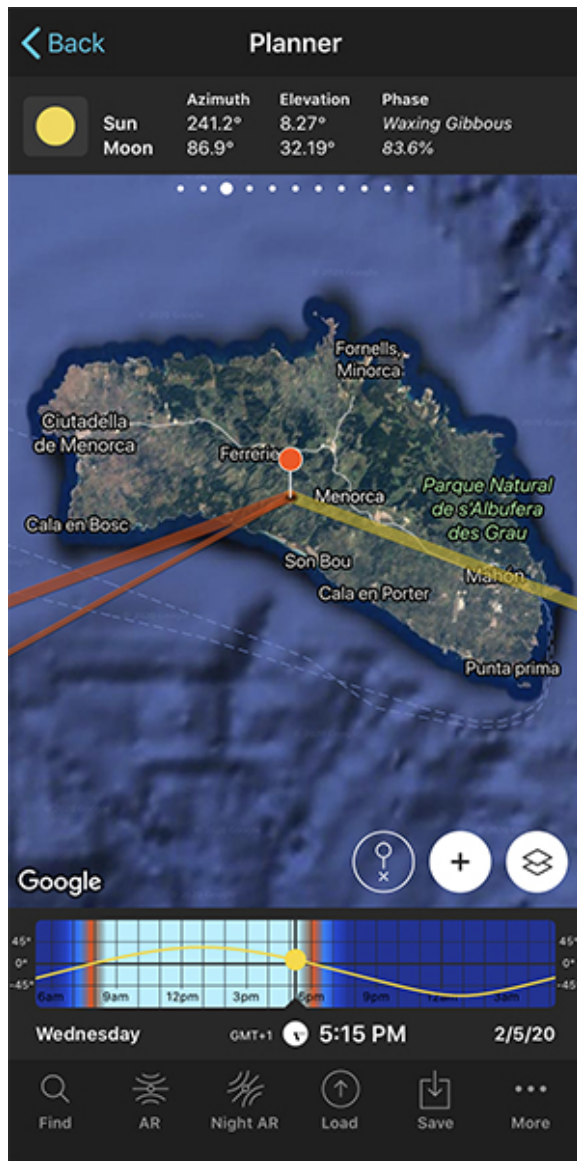 Back
Planner
Azimuth Elevation Phase
Sun 241.2° 8.27° Waxing Gibbous
Moon 86.9° 32.19° 83.6%
Fornells,
Minorca
Ciutadella
de Menorca
Ferrerie
Menorca
Parque Natural
de s'Albufera
des Grau
Cala en Bosc
Son Bou
Mahón
Cala en Porter
Punta prima
Google
45° 45°
0° 0°
-45° -45°
6am 9am 12pm 3pm 6pm 9pm 12am 3am
Wednesday GMT+1 5:15 PM 2/5/20
Find AR Night AR Load Save More